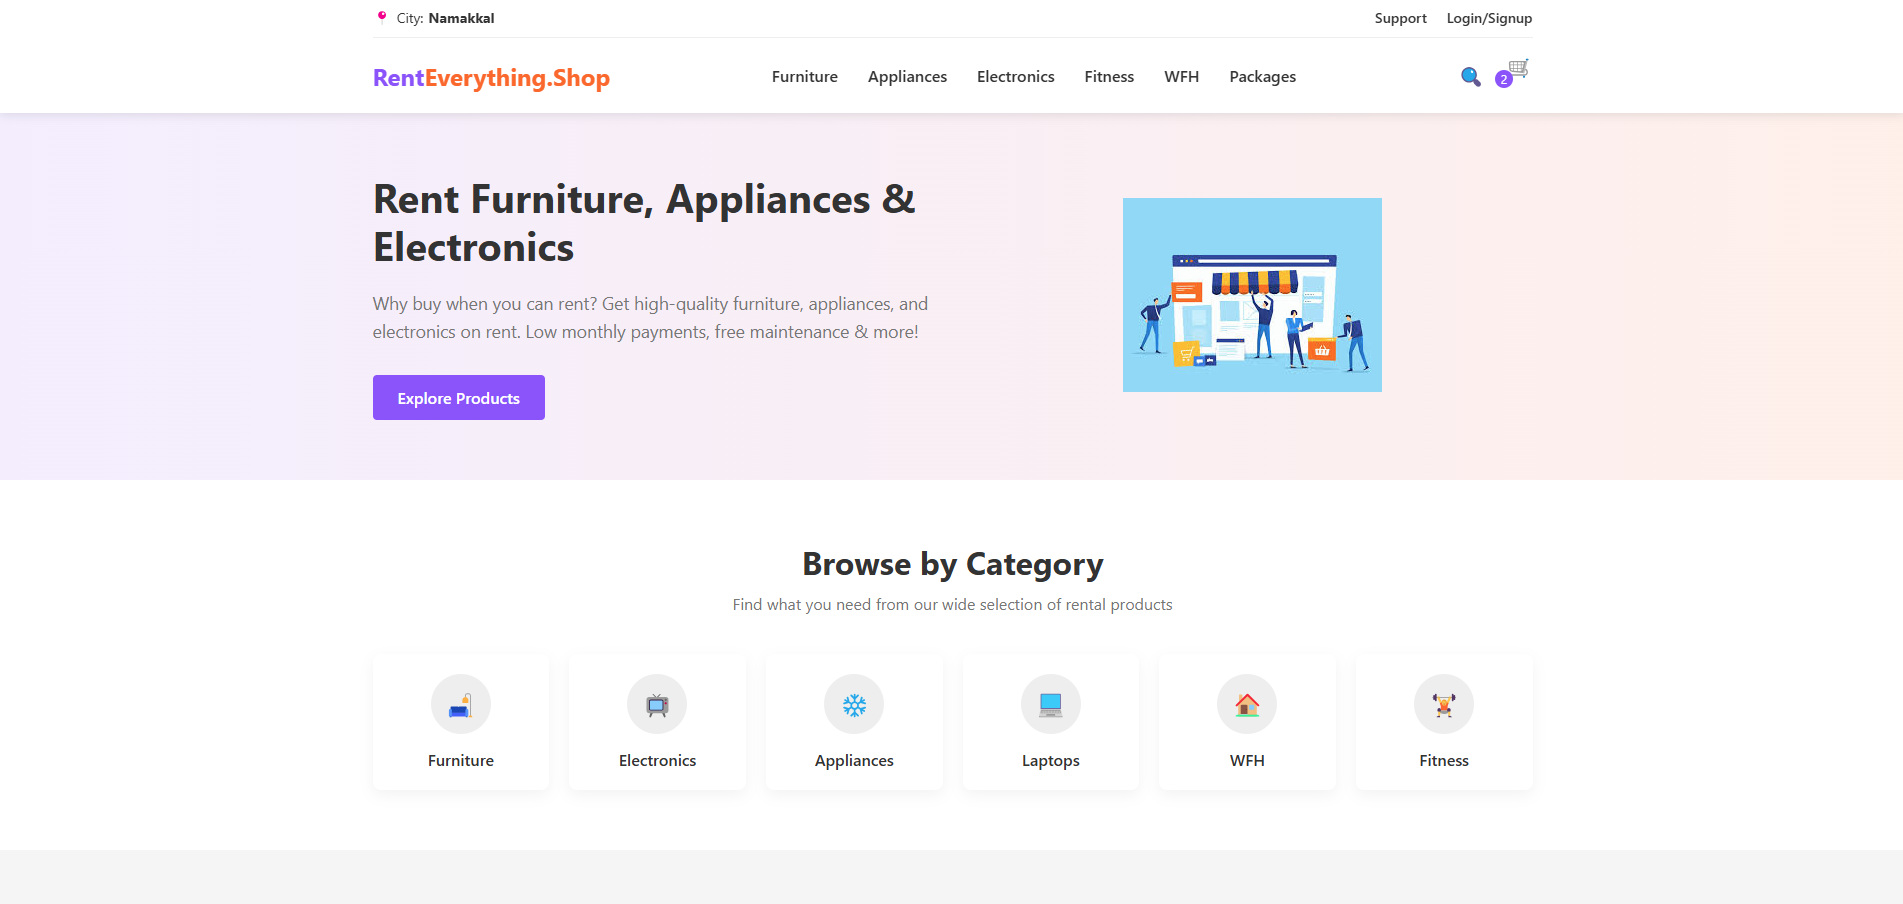 City: Namakkal
Support Login/Signup
RentEverything.Shop
Furniture Appliances Electronics Fitness WFH Packages
2
Rent Furniture, Appliances &
Electronics
Why buy when you can rent? Get high-quality furniture, appliances, and
electronics on rent. Low monthly payments, free maintenance & more!
Explore Products
Browse by Category
Find what you need from our wide selection of rental products
Furniture
Electronics
Appliances
Laptops
WFH
Fitness